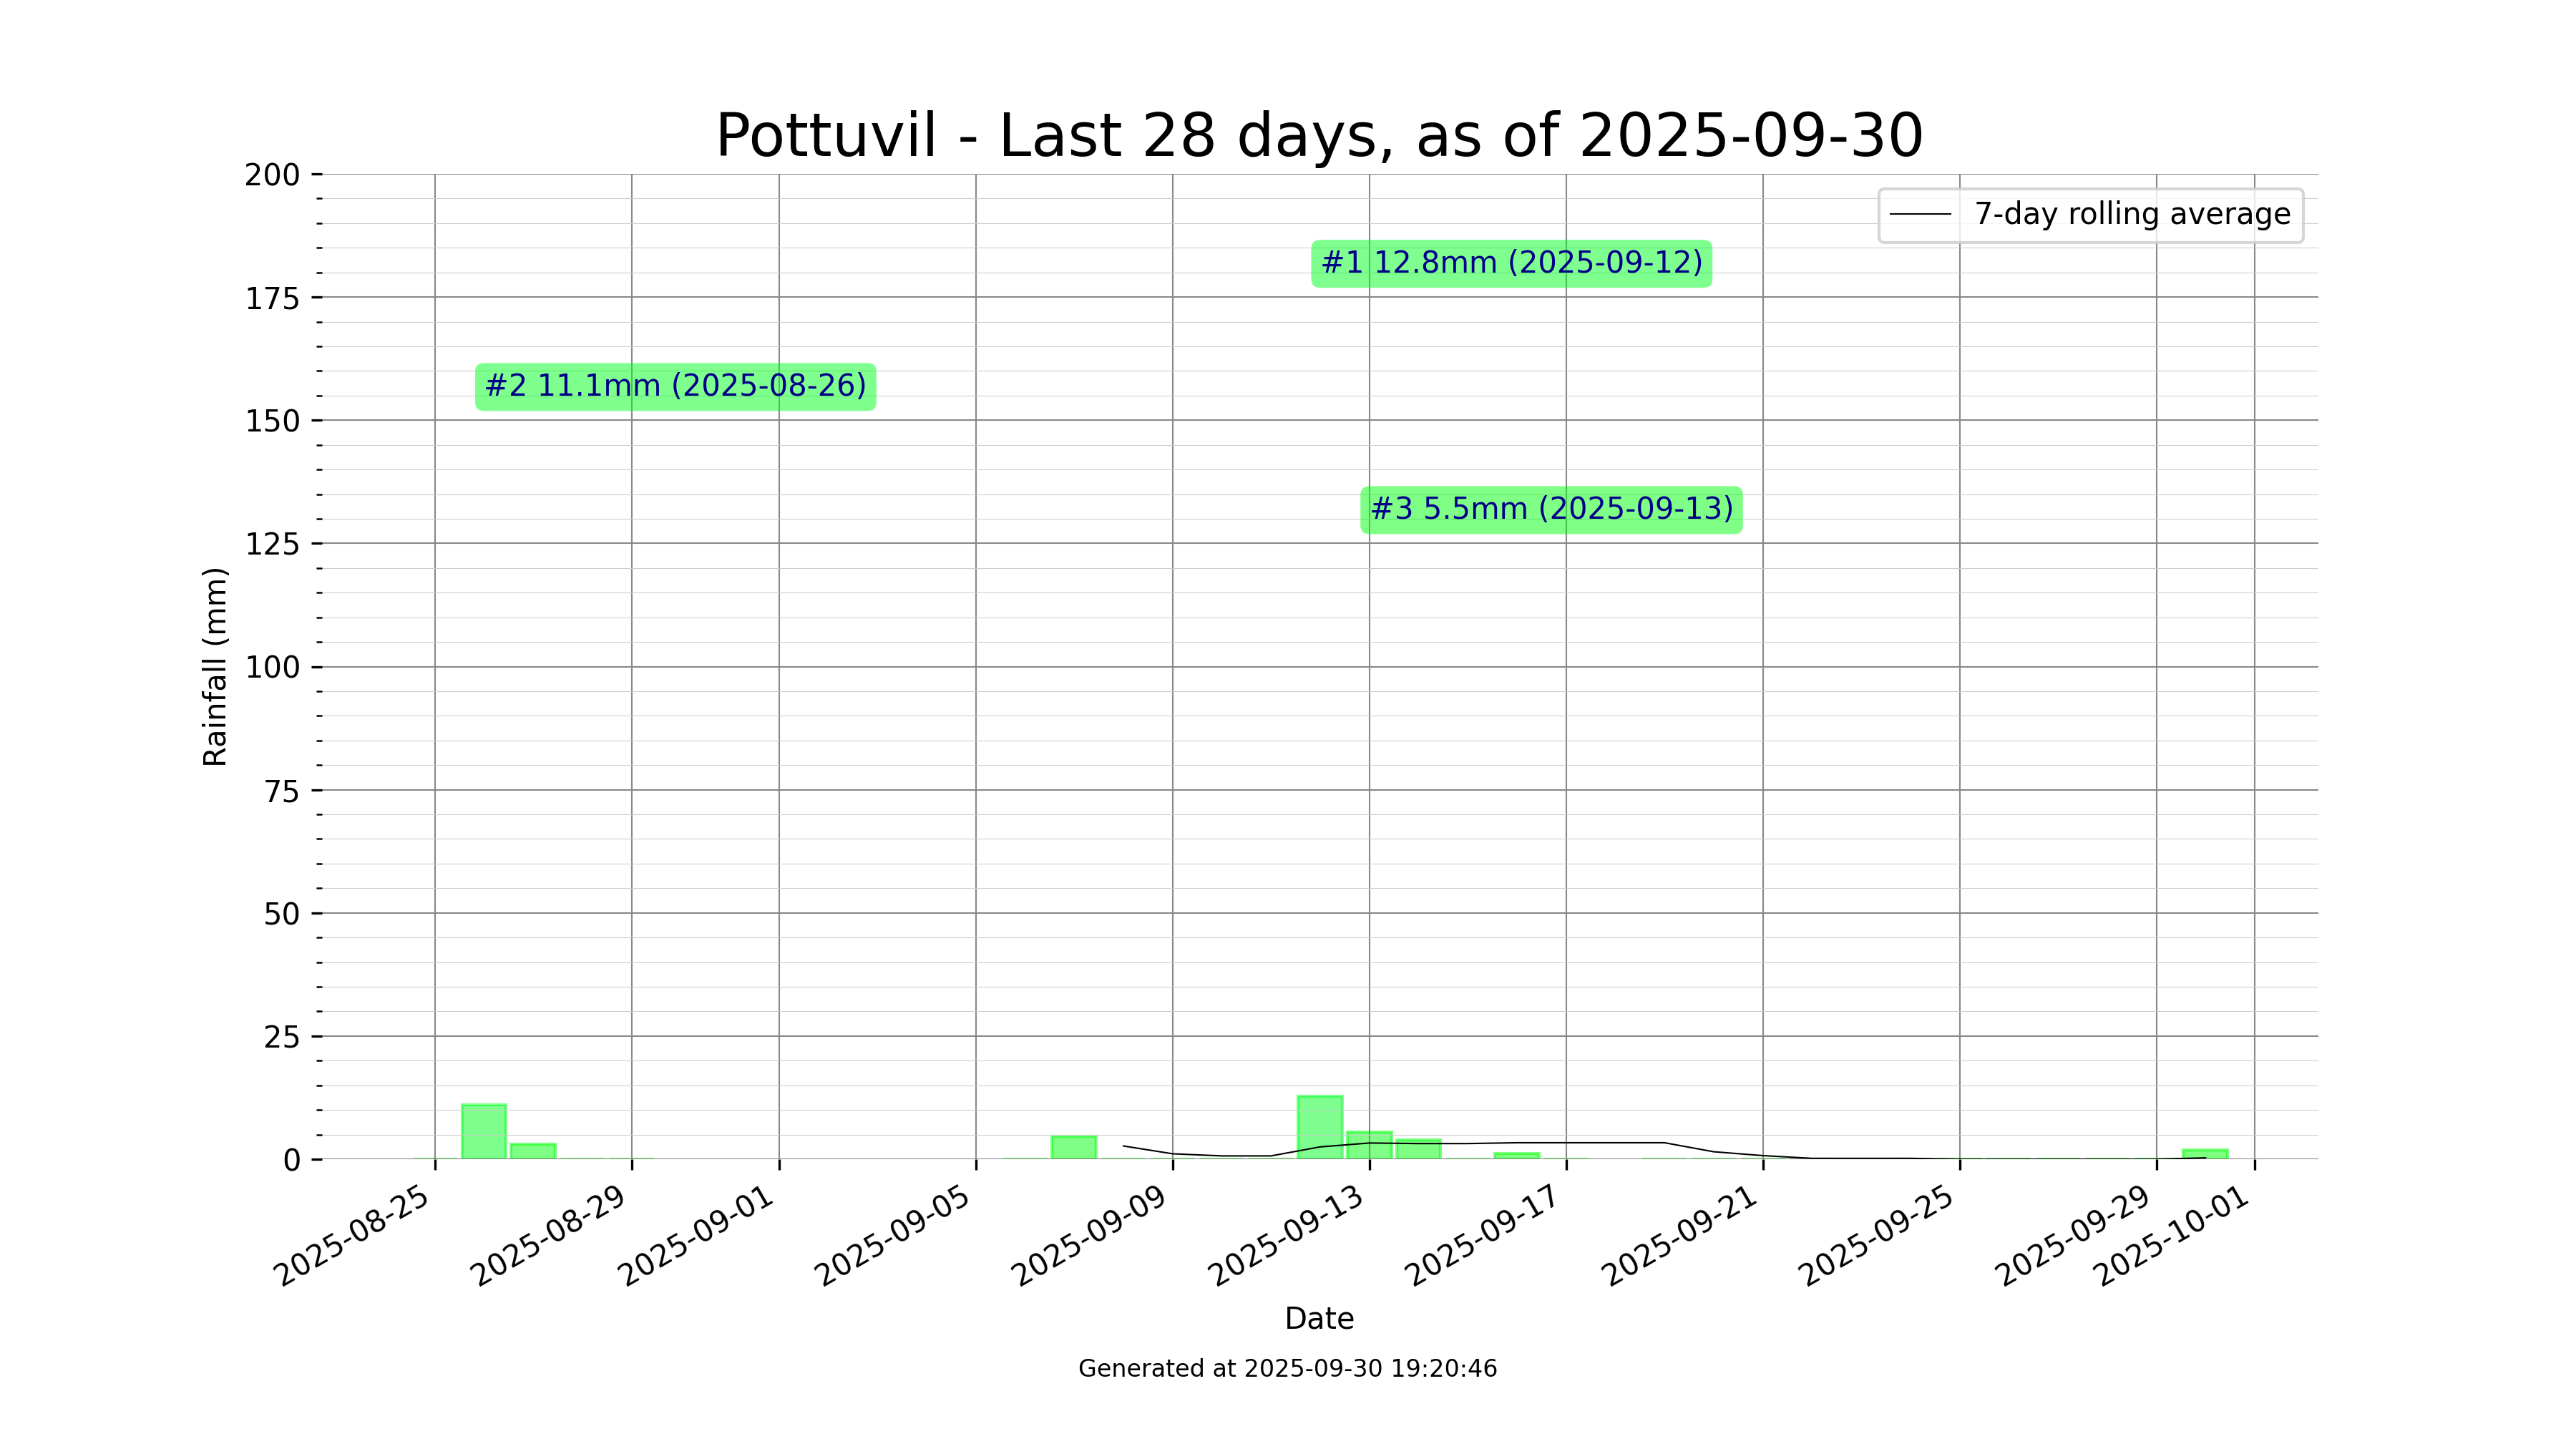 Pottuvil - Last 28 days, as of 2025-09-30
7-day rolling average
#1 12.8mm (2025-09-12)
#2 11.1mm (2025-08-26)
#3 5.5mm (2025-09-13)
Rainfall (mm)
200
175
150
125
100
75
50
25
0
2025-08-25
2025-08-29
2025-09-01
2025-09-05
2025-09-09
2025-09-13
2025-09-17
2025-09-21
2025-09-25
2025-09-29
2025-10-01
Date
Generated at 2025-09-30 19:20:46